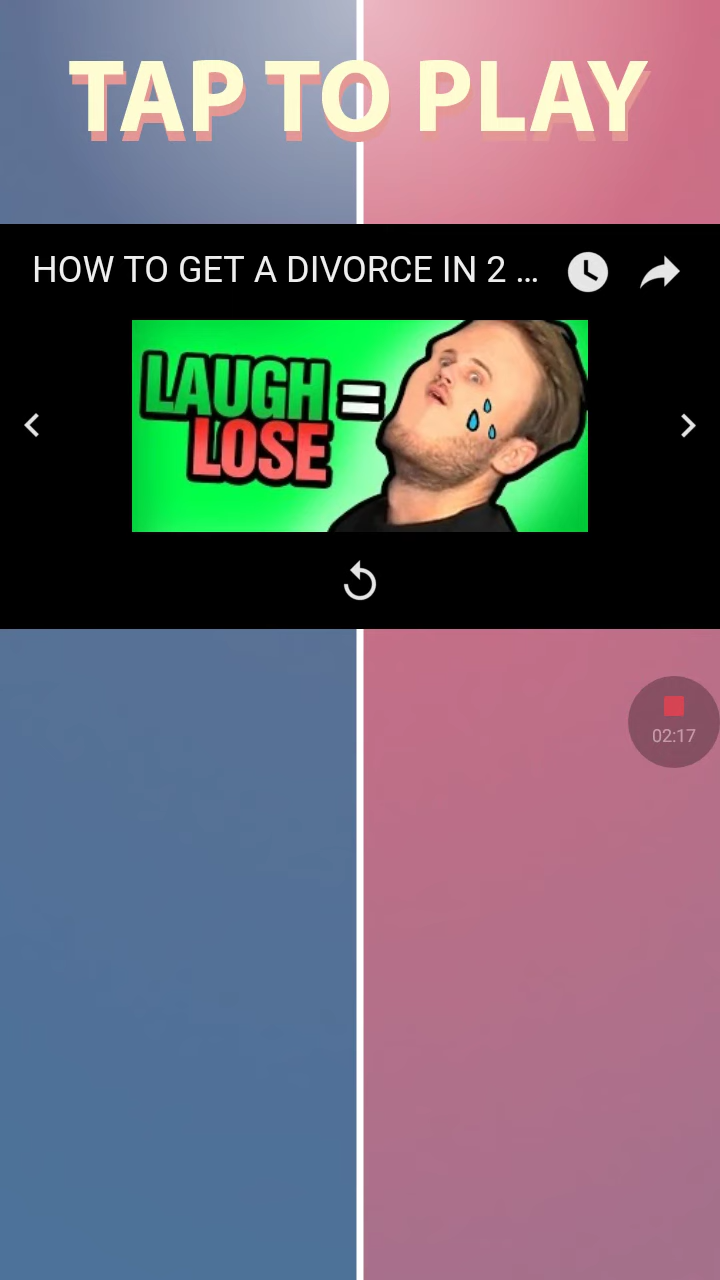 TAP TO PLAY
HOW TO GET A DIVORCE IN 2 ...
LAUGH =
LOSE
02:17